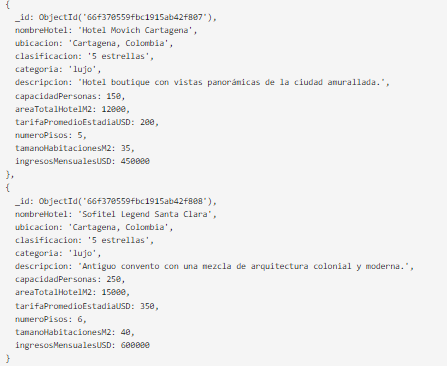 {
_id: ObjectId('66f370559fbc1915ab42f807'),
nombreHotel: 'Hotel Movich Cartagena',
ubicacion: 'Cartagena, Colombia',
clasificacion: '5 estrellas',
categoria: 'lujo',
descripcion: 'Hotel boutique con vistas panorámicas de la ciudad amurallada.',
capacidadPersonas: 150,
areaTotalHotelM2: 12000,
tarifaPromedioEstadiaUSD: 200,
numeroPisos: 5,
tamanoHabitacionesM2: 35,
ingresosMensualesUSD: 450000
},
{
_id: ObjectId('66f370559fbc1915ab42f808'),
nombreHotel: 'Sofitel Legend Santa Clara',
ubicacion: 'Cartagena, Colombia',
clasificacion: '5 estrellas',
categoria: 'lujo',
descripcion: 'Antiguo convento con una mezcla de arquitectura colonial y moderna.',
capacidadPersonas: 250,
areaTotalHotelM2: 15000,
tarifaPromedioEstadiaUSD: 350,
numeroPisos: 6,
tamanoHabitacionesM2: 40,
ingresosMensualesUSD: 600000
}